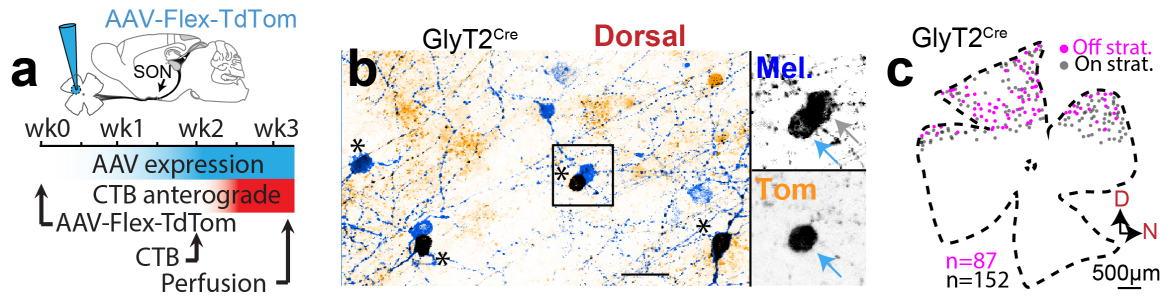 a
AAV-Flex-TdTom
SON
wk0 wk1 wk2 wk3
AAV expression
CTB anterograde
AAV-Flex-TdTom
CTB
Perfusion
b
GlyT2Cre
Dorsal
*
*
*
*
Mel.
Tom
c
GlyT2Cre
Off strat.
On strat.
D
N
n=87
n=152
500µm